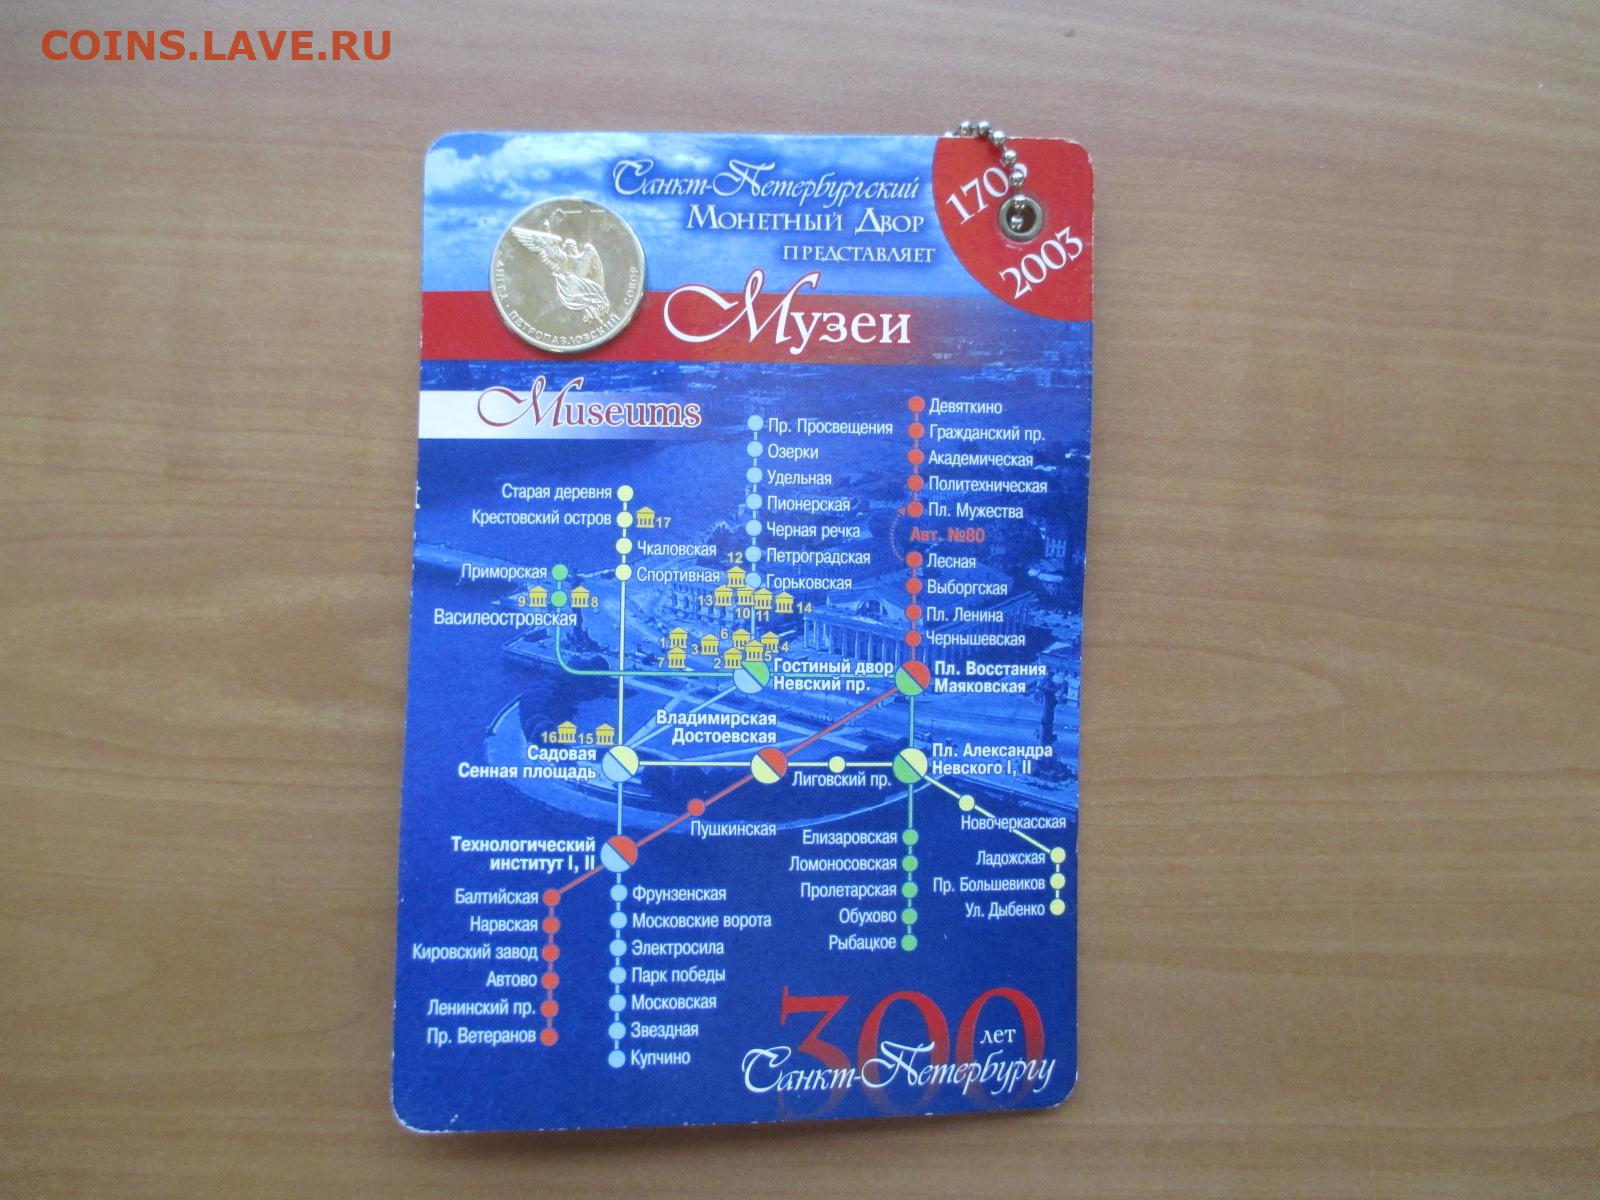 COINS.LAVE.RU
Санкт-Петербургский
Монетный Двор
представляет
1703
2003
АНГЕЛ · ПЕТРОПАВЛОВСКИЙ СОБОР
Музеи
Museums
Девяткино
Гражданский пр.
Академическая
Политехническая
Пл. Мужества
Авт. №80
Лесная
Выборгская
Пл. Ленина
Чернышевская
Пр. Просвещения
Озерки
Удельная
Пионерская
Черная речка
Петроградская
Горьковская
Старая деревня
Крестовский остров
17
Чкаловская
Спортивная
12
13
10
11
14
Приморская
9
8
Василеостровская
1
3
6
4
7
2
5
Гостиный двор
Невский пр.
Пл. Восстания
Маяковская
Владимирская
Достоевская
16
15
Садовая
Сенная площадь
Лиговский пр.
Пл. Александра
Невского I, II
Пушкинская
Новочеркасская
Ладожская
Пр. Большевиков
Ул. Дыбенко
Елизаровская
Ломоносовская
Пролетарская
Обухово
Рыбацкое
Технологический
институт I, II
Балтийская
Нарвская
Кировский завод
Автово
Ленинский пр.
Пр. Ветеранов
Фрунзенская
Московские ворота
Электросила
Парк победы
Московская
Звездная
Купчино
300
лет
Санкт-Петербургу